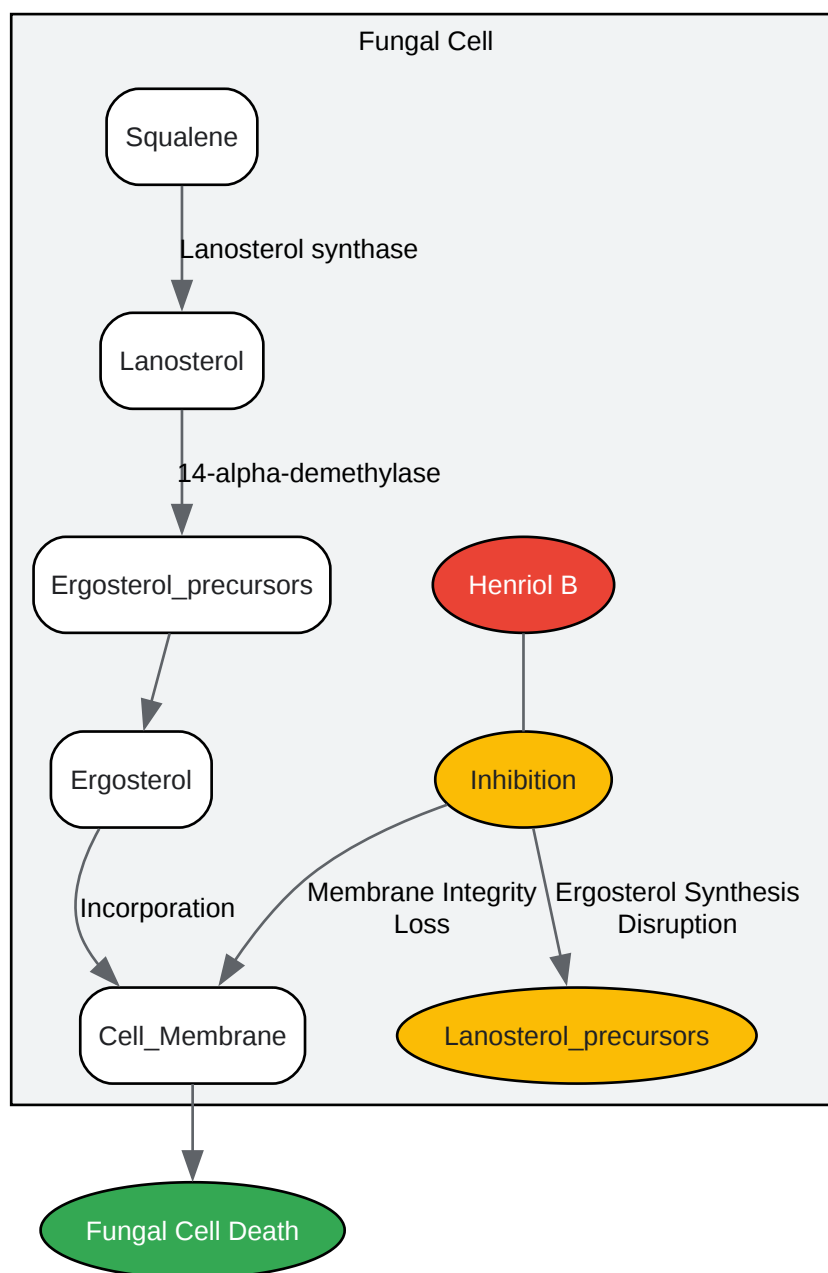 Fungal Cell
Squalene
Lanosterol synthase
Lanosterol
14-alpha-demethylase
Ergosterol_precursors
Henriol B
Ergosterol
Inhibition
Incorporation
Membrane Integrity
Loss
Ergosterol Synthesis
Disruption
Cell_Membrane
Lanosterol_precursors
Fungal Cell Death